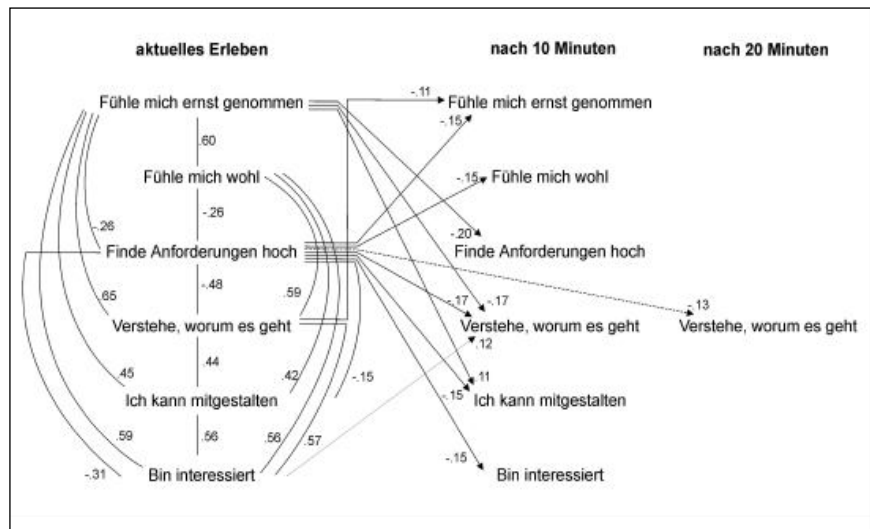 aktuelles Erleben nach 10 Minuten nach 20 Minuten
Fühle mich ernst genommen -.11 Fühle mich ernst genommen
-.15
.60
Fühle mich wohl -.15 Fühle mich wohl
-.26
-.26 -.20
Finde Anforderungen hoch Finde Anforderungen hoch
-.48
.65 .59 -.17 -.17 -.13
Verstehe, worum es geht Verstehe, worum es geht Verstehe, worum es geht
.12
.44
.45 .42 -.15 .11
-.15
Ich kann mitgestalten Ich kann mitgestalten
.59 .56 .56 .57
-.15
-.31 Bin interessiert Bin interessiert